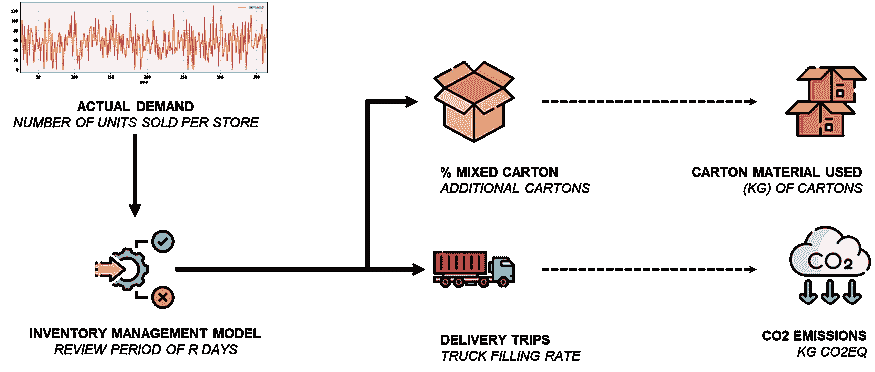 ACTUAL DEMAND
NUMBER OF UNITS SOLD PER STORE
% MIXED CARTON
ADDITIONAL CARTONS
CARTON MATERIAL USED
(KG) OF CARTONS
CO2
INVENTORY MANAGEMENT MODEL
REVIEW PERIOD OF R DAYS
DELIVERY TRIPS
TRUCK FILLING RATE
CO2 EMISSIONS
KG CO2EQ